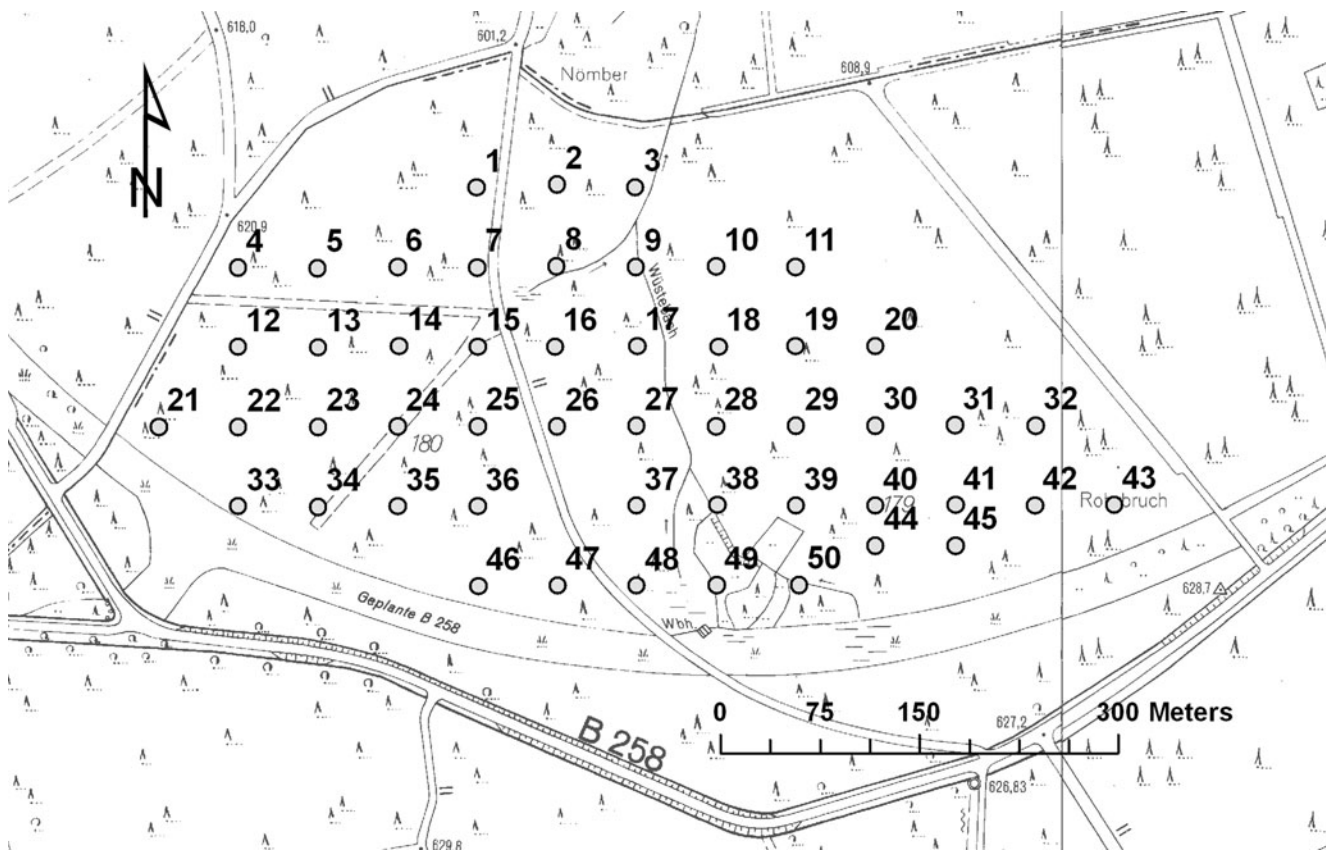 618,0
601,2
Nömber
608,9
1 2 3
620,9
4 5 6 7 8 9 10 11
Wüstebach
12 13 14 15 16 17 18 19 20
21 22 23 24 25 26 27 28 29 30 31 32
180
33 34 35 36 37 38 39 40 41 42 43
179 Rohrbruch
44 45
46 47 48 49 50
628,7
Geplante B 258
Wbh.
N
0 75 150 300 Meters
627,2
B 258
626,83
629,8